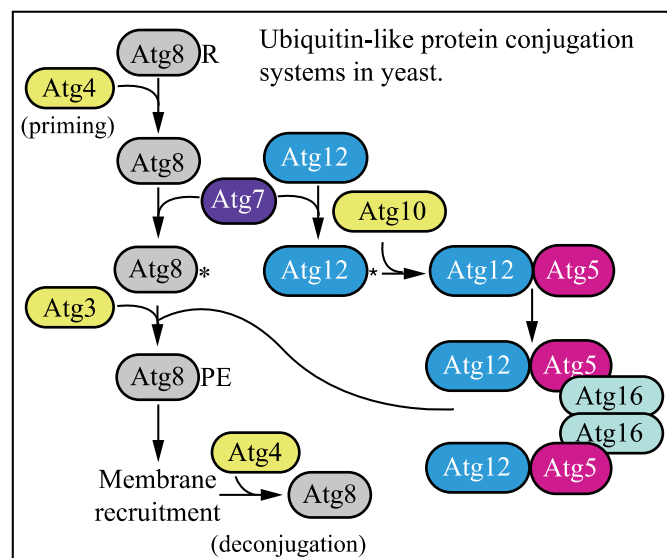 Ubiquitin-like protein conjugation
systems in yeast.
Atg8 R
Atg4
(priming)
Atg8
Atg12
Atg7
Atg10
Atg8 *
Atg12 *
Atg12 Atg5
Atg3
Atg8 PE
Atg12 Atg5
Atg16
Atg16
Atg12 Atg5
Atg4
Membrane
recruitment
Atg8
(deconjugation)